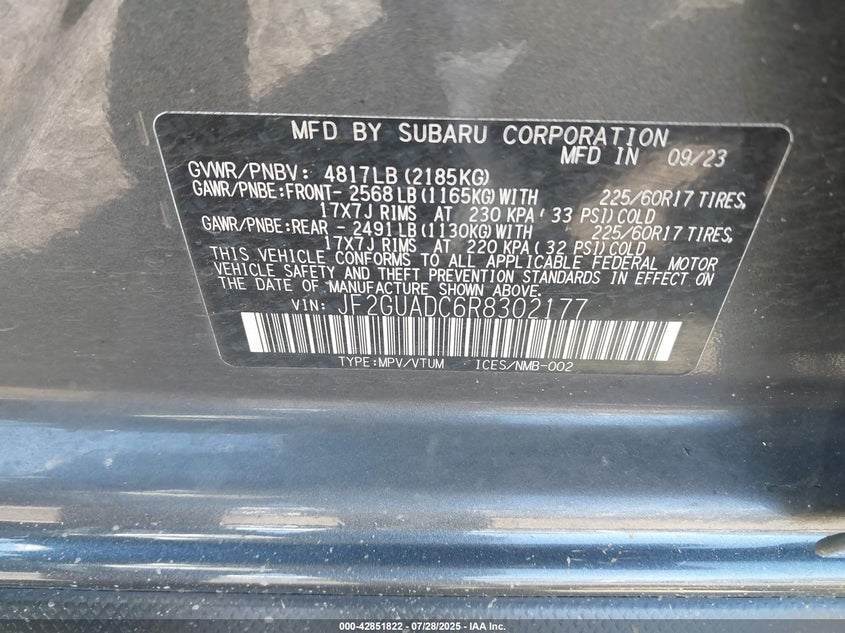 MFD BY SUBARU CORPORATION
MFD IN 09/23
GVWR/PNBV: 4817LB(2185KG)
GAWR/PNBE:FRONT- 2568LB(1165KG)WITH 225/60R17 TIRES,
17X7J RIMS AT 230 KPA( 33 PSI)COLD
GAWR/PNBE:REAR - 2491LB(1130KG)WITH 225/60R17 TIRES,
17X7J RIMS AT 220 KPA( 32 PSI)COLD
THIS VEHICLE CONFORMS TO ALL APPLICABLE FEDERAL MOTOR
VEHICLE SAFETY AND THEFT PREVENTION STANDARDS IN EFFECT ON
THE DATE OF MANUFACTURE SHOWN ABOVE.
VIN: JF2GUADC6R8302177
TYPE:MPV/VTUM ICES/NMB-002
000-42851822 - 07/28/2025 - IAA Inc.